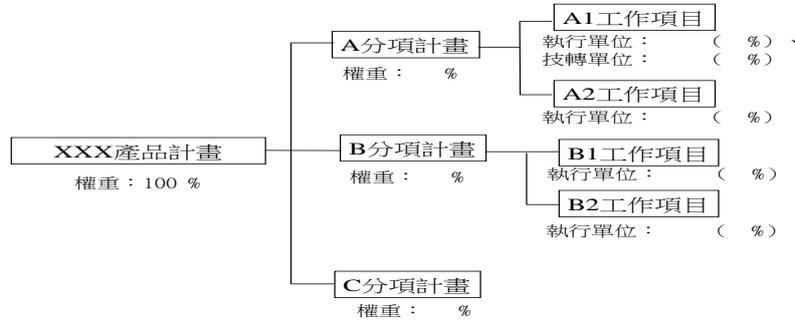 XXX產品計畫
權重：100 %
A分項計畫
權重： %
A1工作項目
執行單位： （ %）、
技轉單位： （ %）
A2工作項目
執行單位： （ %）
B分項計畫
權重： %
B1工作項目
執行單位： （ %）
B2工作項目
執行單位： （ %）
C分項計畫
權重： %